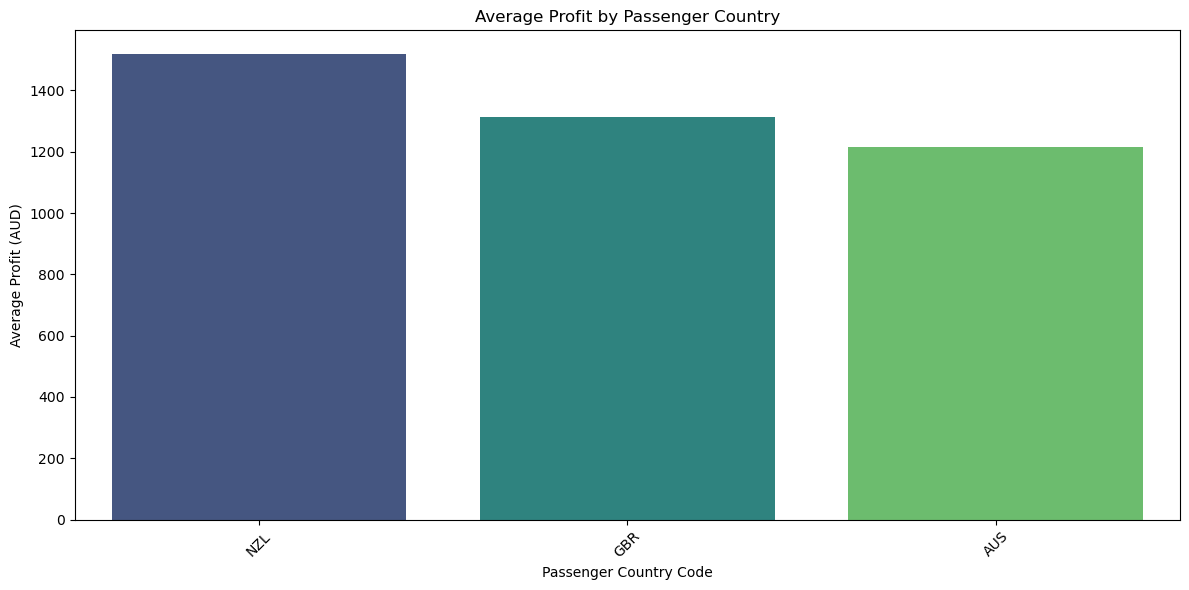 Average Profit by Passenger Country
Average Profit (AUD)
1400
1200
1000
800
600
400
200
0
NZL
GBR
AUS
Passenger Country Code